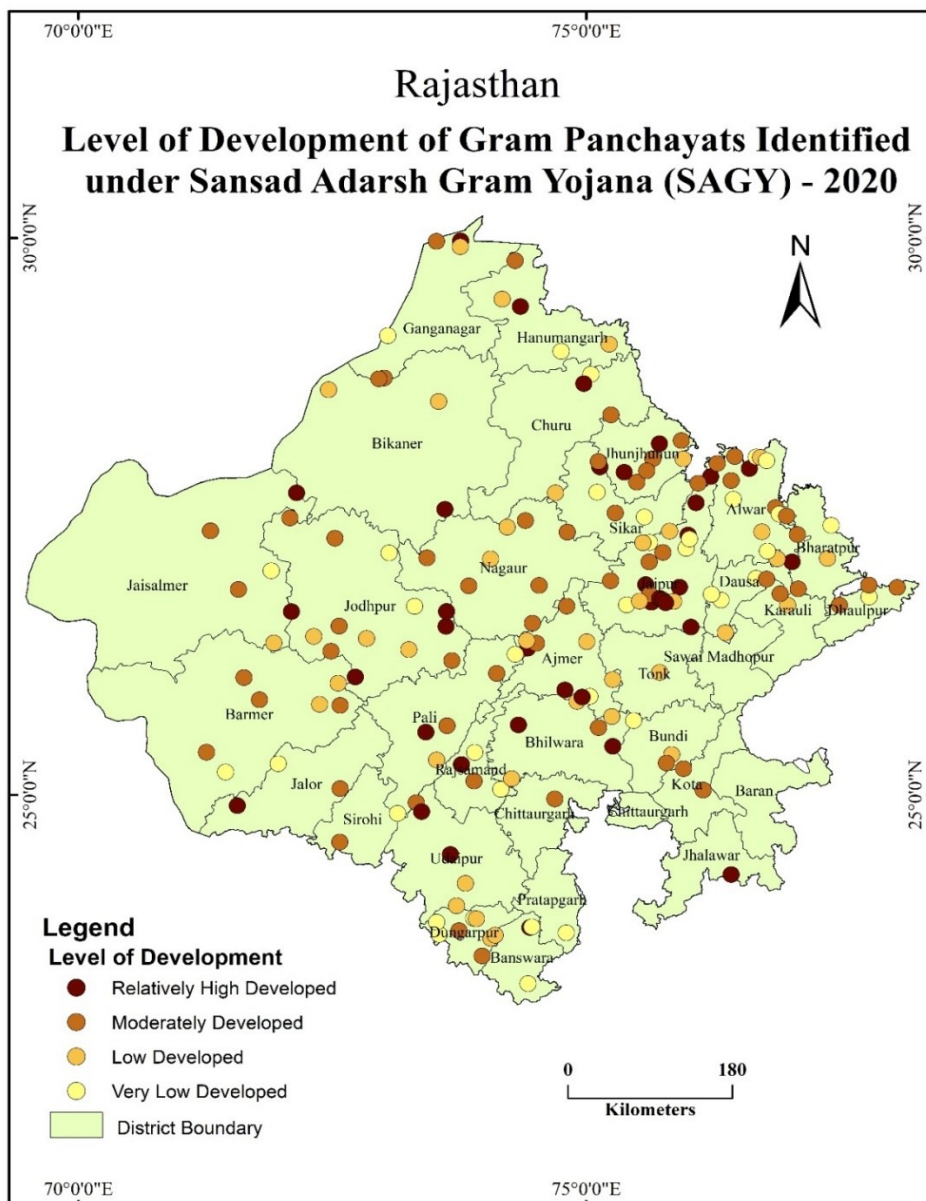 70°0'0"E
75°0'0"E
Rajasthan
Level of Development of Gram Panchayats Identified
under Sansad Adarsh Gram Yojana (SAGY) - 2020
30°0'0"N
30°0'0"N
N
Ganganagar
Hanumangarh
Churu
Bikaner
Jhunjhunun
Alwar
Sikar
Bharatpur
Jaisalmer
Nagaur
Jodhpur
Jaipur
Dausa
Karauli
Dhaulpur
Ajmer
Sawai Madhopur
Tonk
Barmer
Pali
Bhilwara
Bundi
Rajsamand
Jalor
Kota
Baran
25°0'0"N
25°0'0"N
Sirohi
Chittaurgarh
Chittaurgarh
Udaipur
Jhalawar
Pratapgarh
Dungarpur
Banswara
Legend
Level of Development
Relatively High Developed
Moderately Developed
Low Developed
Very Low Developed
District Boundary
0 180
Kilometers
70°0'0"E
75°0'0"E